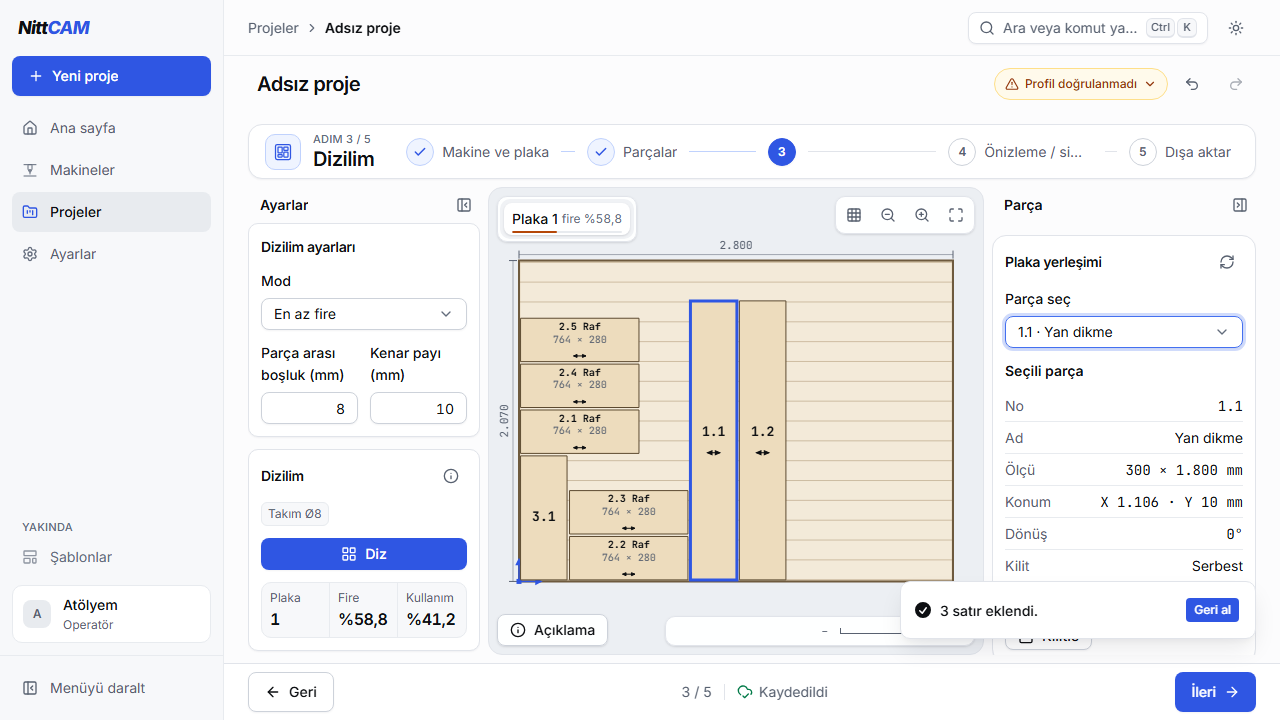 NittCAM
Yeni proje
Ana sayfa
Makineler
Projeler
Ayarlar
YAKINDA
Şablonlar
A
Atölyem
Operatör
Menüyü daralt
Projeler > Adsız proje
Ara veya komut ya... Ctrl K
Adsız proje
Profil doğrulanmadı
ADIM 3 / 5
Dizilim
Makine ve plaka
Parçalar
3
4 Önizleme / si...
5 Dışa aktar
Ayarlar
Dizilim ayarları
Mod
En az fire
Parça arası boşluk (mm)
8
Kenar payı (mm)
10
Dizilim
Takım Ø8
Diz
Plaka
1
Fire
%58,8
Kullanım
%41,2
Plaka 1 fire %58,8
2.800
2.070
2.5 Raf
764 × 280
2.4 Raf
764 × 280
2.1 Raf
764 × 280
3.1
2.3 Raf
764 × 280
2.2 Raf
764 × 280
1.1
1.2
Açıklama
–
Parça
Plaka yerleşimi
Parça seç
1.1 · Yan dikme
Seçili parça
No 1.1
Ad Yan dikme
Ölçü 300 × 1.800 mm
Konum X 1.106 · Y 10 mm
Dönüş 0°
Kilit Serbest
3 satır eklendi.
Geri al
Geri
3 / 5
Kaydedildi
İleri